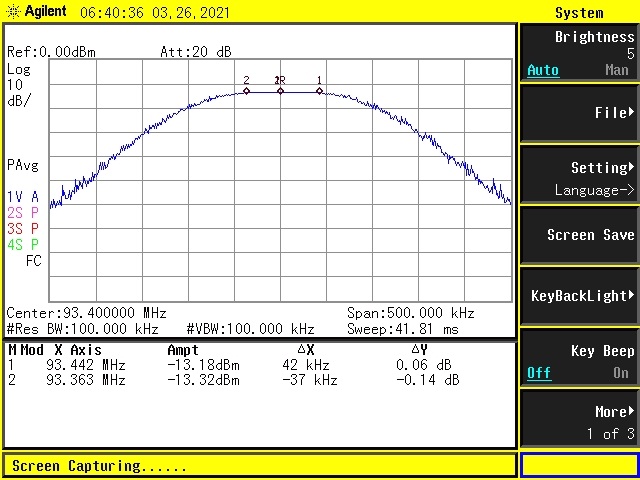 Agilent 06:40:36 03,26,2021
System
Ref:0.00dBm Att:20 dB
Log
10
dB/
PAvg
1V A
2S P
3S P
4S P
FC
2 1R 1
Center:93.400000 MHz Span:500.000 kHz
#Res BW:100.000 kHz #VBW:100.000 kHz Sweep:41.81 ms
M Mod X Axis Ampt △X △Y
1 93.442 MHz -13.18dBm 42 kHz 0.06 dB
2 93.363 MHz -13.32dBm -37 kHz -0.14 dB
Screen Capturing......
Brightness
5
Auto Man
File
Setting
Language->
Screen Save
KeyBackLight
Key Beep
Off On
More
1 of 3